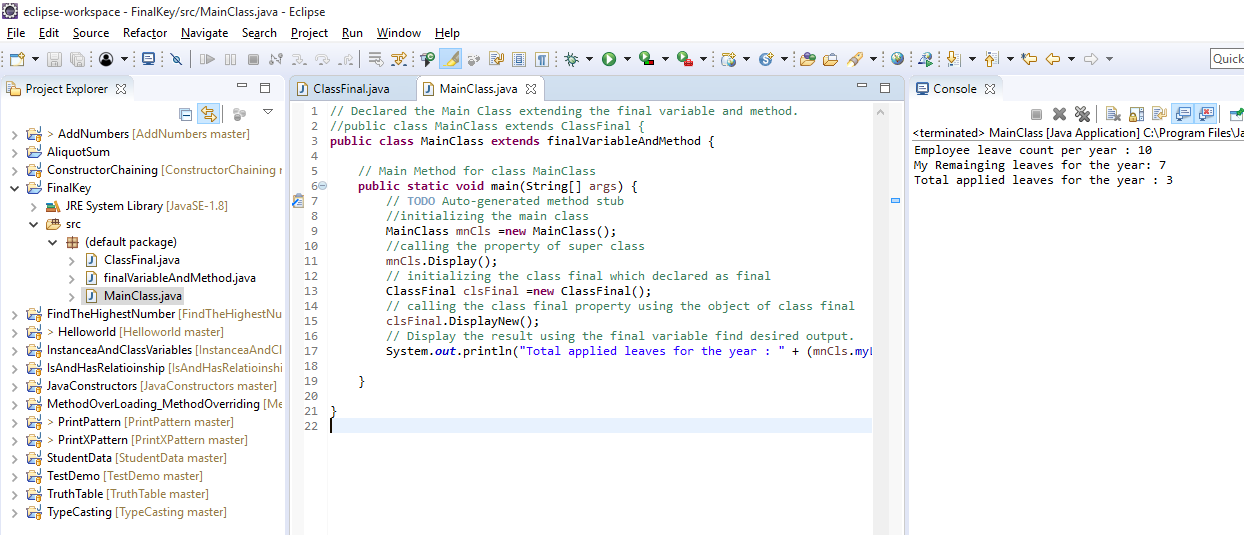 eclipse-workspace - FinalKey/src/MainClass.java - Eclipse
File Edit Source Refactor Navigate Search Project Run Window Help
Quick
Project Explorer
> AddNumbers [AddNumbers master]
AliquotSum
ConstructorChaining [ConstructorChaining
FinalKey
JRE System Library [JavaSE-1.8]
src
(default package)
ClassFinal.java
finalVariableAndMethod.java
MainClass.java
FindTheHighestNumber [FindTheHighestNu
> Helloworld [Helloworld master]
InstanceaAndClassVariables [InstanceaAndCl
IsAndHasRelatioinship [IsAndHasRelatioinshi
JavaConstructors [JavaConstructors master]
MethodOverLoading_MethodOverriding [Me
> PrintPattern [PrintPattern master]
> PrintXPattern [PrintXPattern master]
StudentData [StudentData master]
TestDemo [TestDemo master]
TruthTable [TruthTable master]
TypeCasting [TypeCasting master]
ClassFinal.java MainClass.java
1 // Declared the Main Class extending the final variable and method.
2 //public class MainClass extends ClassFinal {
3 public class MainClass extends finalVariableAndMethod {
4
5 // Main Method for class MainClass
6 public static void main(String[] args) {
7 // TODO Auto-generated method stub
8 //initializing the main class
9 MainClass mnCls =new MainClass();
10 //calling the property of super class
11 mnCls.Display();
12 // initializing the class final which declared as final
13 ClassFinal clsFinal =new ClassFinal();
14 // calling the class final property using the object of class final
15 clsFinal.DisplayNew();
16 // Display the result using the final variable find desired output.
17 System.out.println("Total applied leaves for the year : " + (mnCls.myL
18
19 }
20
21 }
22
Console
<terminated> MainClass [Java Application] C:\Program Files\Ja
Employee leave count per year : 10
My Remainging leaves for the year: 7
Total applied leaves for the year : 3